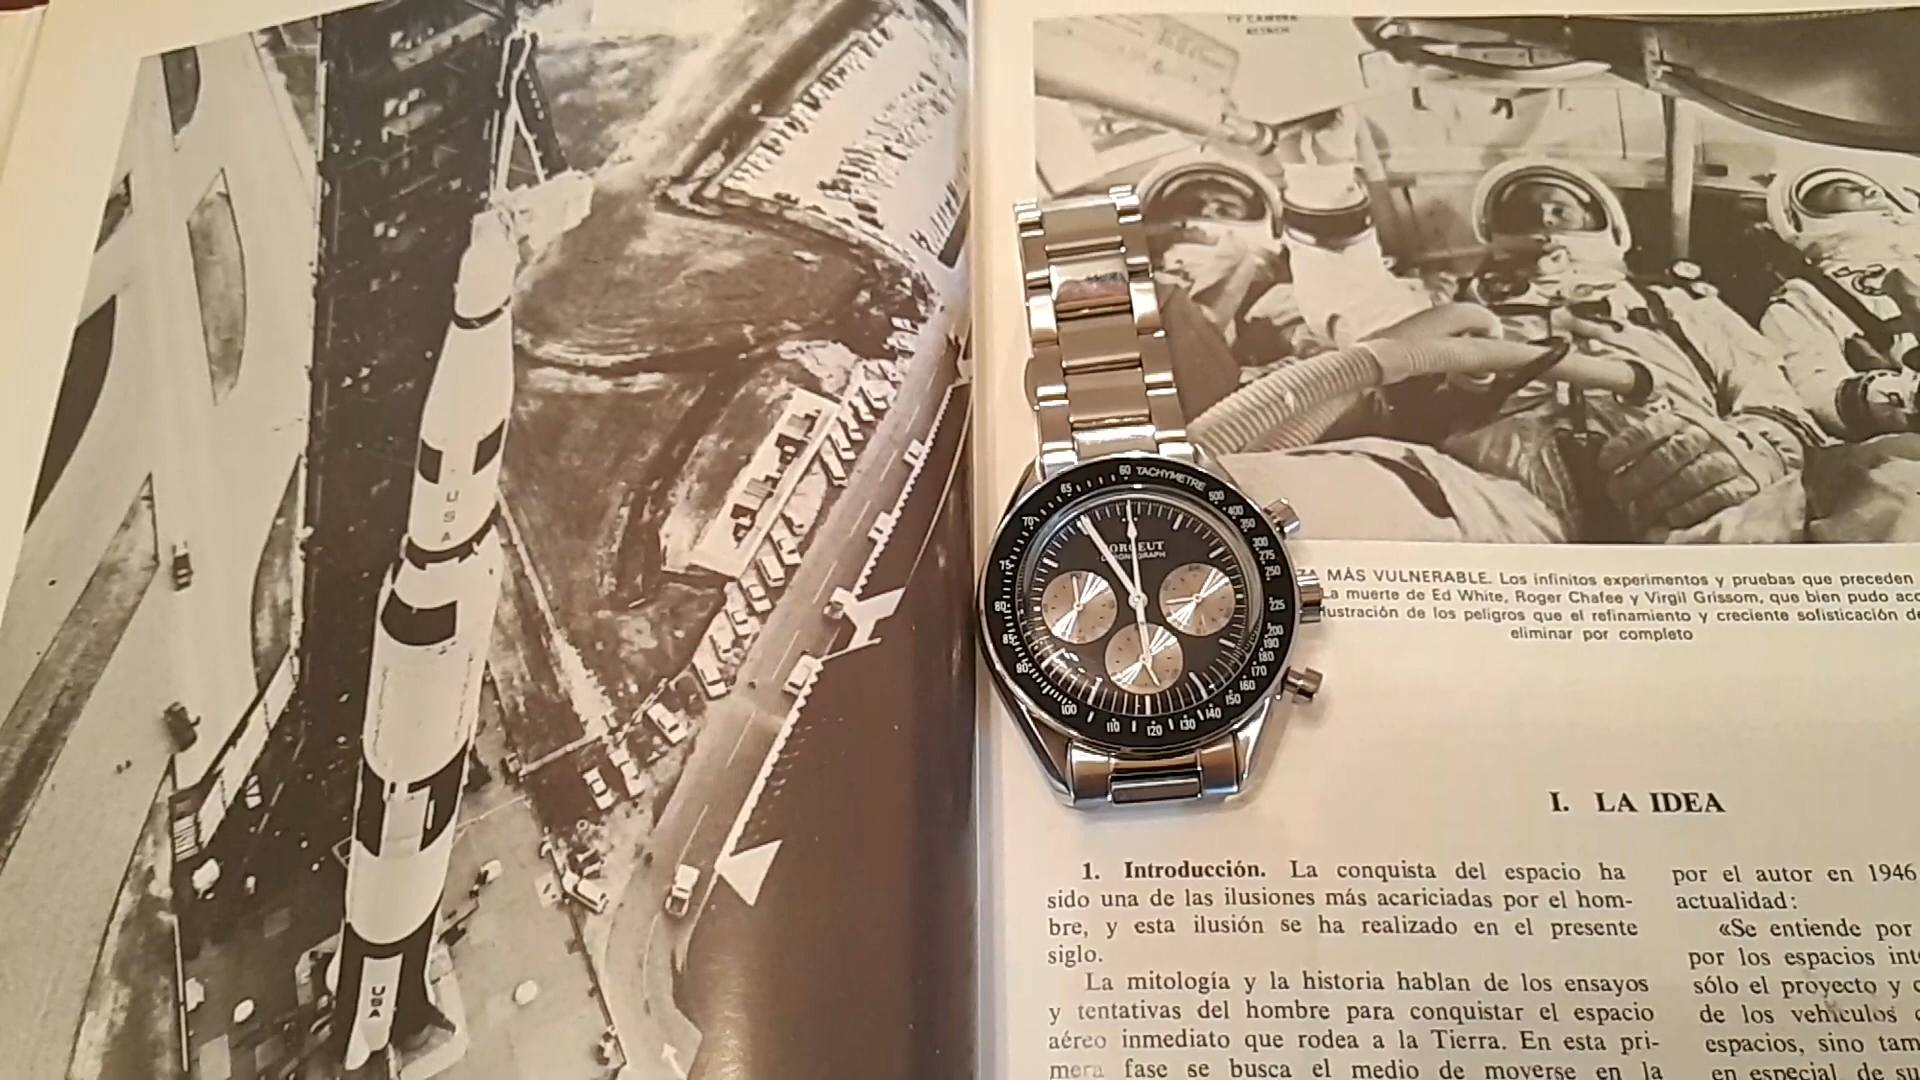 TV CAMERA
USA
USA
60 TACHYMETRE 500
400
350
300
275
250
225
200
190
180
170
160
150
140
130
120
110
100
90
85
80
75
70
65
CHRONOGRAPH
MÁS VULNERABLE. Los infinitos experimentos y pruebas que preceden
La muerte de Ed White, Roger Chafee y Virgil Grissom, que bien pudo
de los peligros que el refinamiento y creciente sofisticación
eliminar por completo
I. LA IDEA
1. Introducción. La conquista del espacio ha
sido una de las ilusiones más acariciadas por el hom-
bre, y esta ilusión se ha realizado en el presente
siglo.
La mitología y la historia hablan de los ensayos
y tentativas del hombre para conquistar el espacio
aéreo inmediato que rodea a la Tierra. En esta pri-
mera fase se busca el medio de moverse en la
por el autor en 1946
actualidad:
«Se entiende por
por los espacios
sólo el proyecto y
de los vehículos
espacios, sino
en especial de